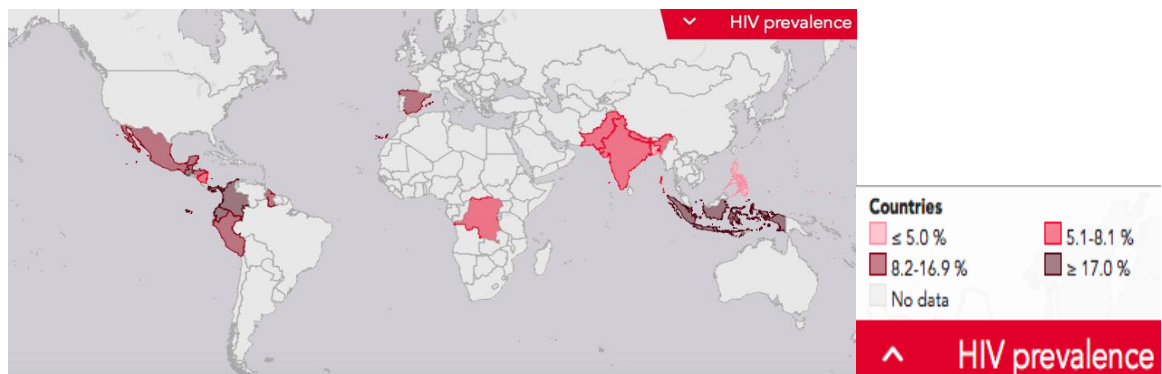 HIV prevalence
Countries
≤ 5.0 %
5.1-8.1 %
8.2-16.9 %
≥ 17.0 %
No data
HIV prevalence